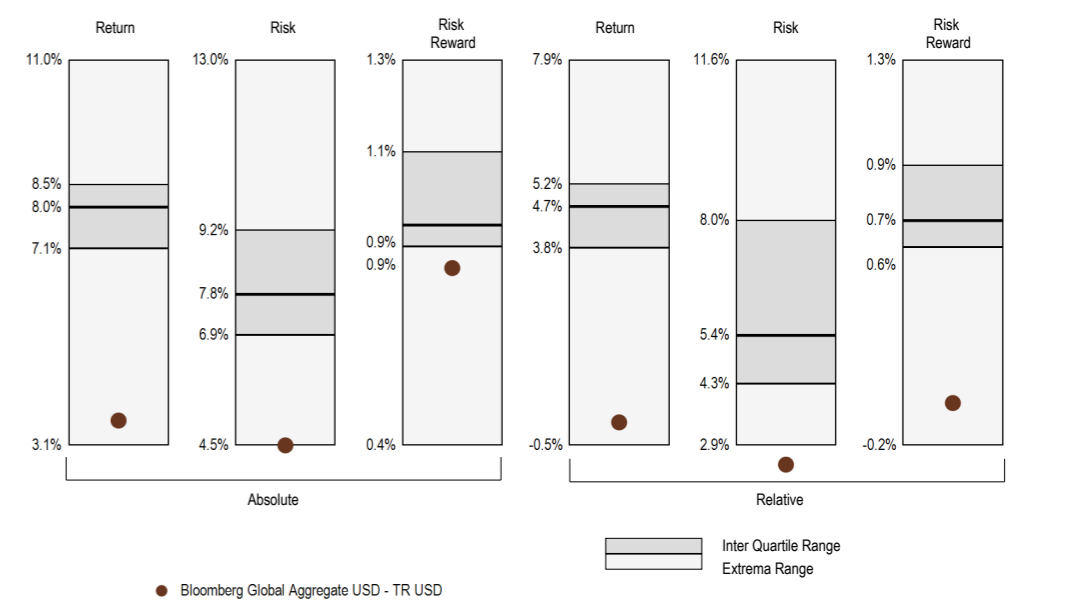 Return
Risk
Risk
Reward
Return
Risk
Risk
Reward
11.0%
13.0%
1.3%
7.9%
11.6%
1.3%
1.1%
0.9%
8.5%
5.2%
8.0%
4.7%
9.2%
8.0%
0.7%
7.1%
0.9%
3.8%
0.9%
0.6%
7.8%
6.9%
5.4%
4.3%
3.1%
4.5%
0.4%
-0.5%
2.9%
-0.2%
Absolute
Relative
Inter Quartile Range
Extrema Range
Bloomberg Global Aggregate USD - TR USD